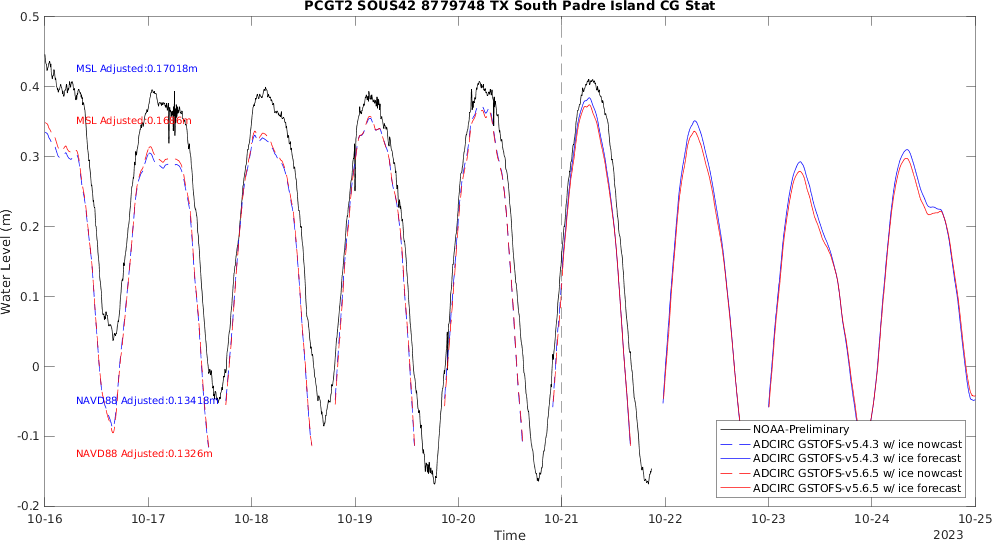 PCGT2 SOUS42 8779748 TX South Padre Island CG Stat
0.5
0.4
0.3
0.2
0.1
0
-0.1
-0.2
Water Level (m)
MSL Adjusted:0.17018m
MSL Adjusted:0.1686m
NAVD88 Adjusted:0.13418m
NAVD88 Adjusted:0.1326m
NOAA-Preliminary
ADCIRC GSTOFS-v5.4.3 w/ ice nowcast
ADCIRC GSTOFS-v5.4.3 w/ ice forecast
ADCIRC GSTOFS-v5.6.5 w/ ice nowcast
ADCIRC GSTOFS-v5.6.5 w/ ice forecast
10-16 10-17 10-18 10-19 10-20 10-21 10-22 10-23 10-24 10-25
Time
2023